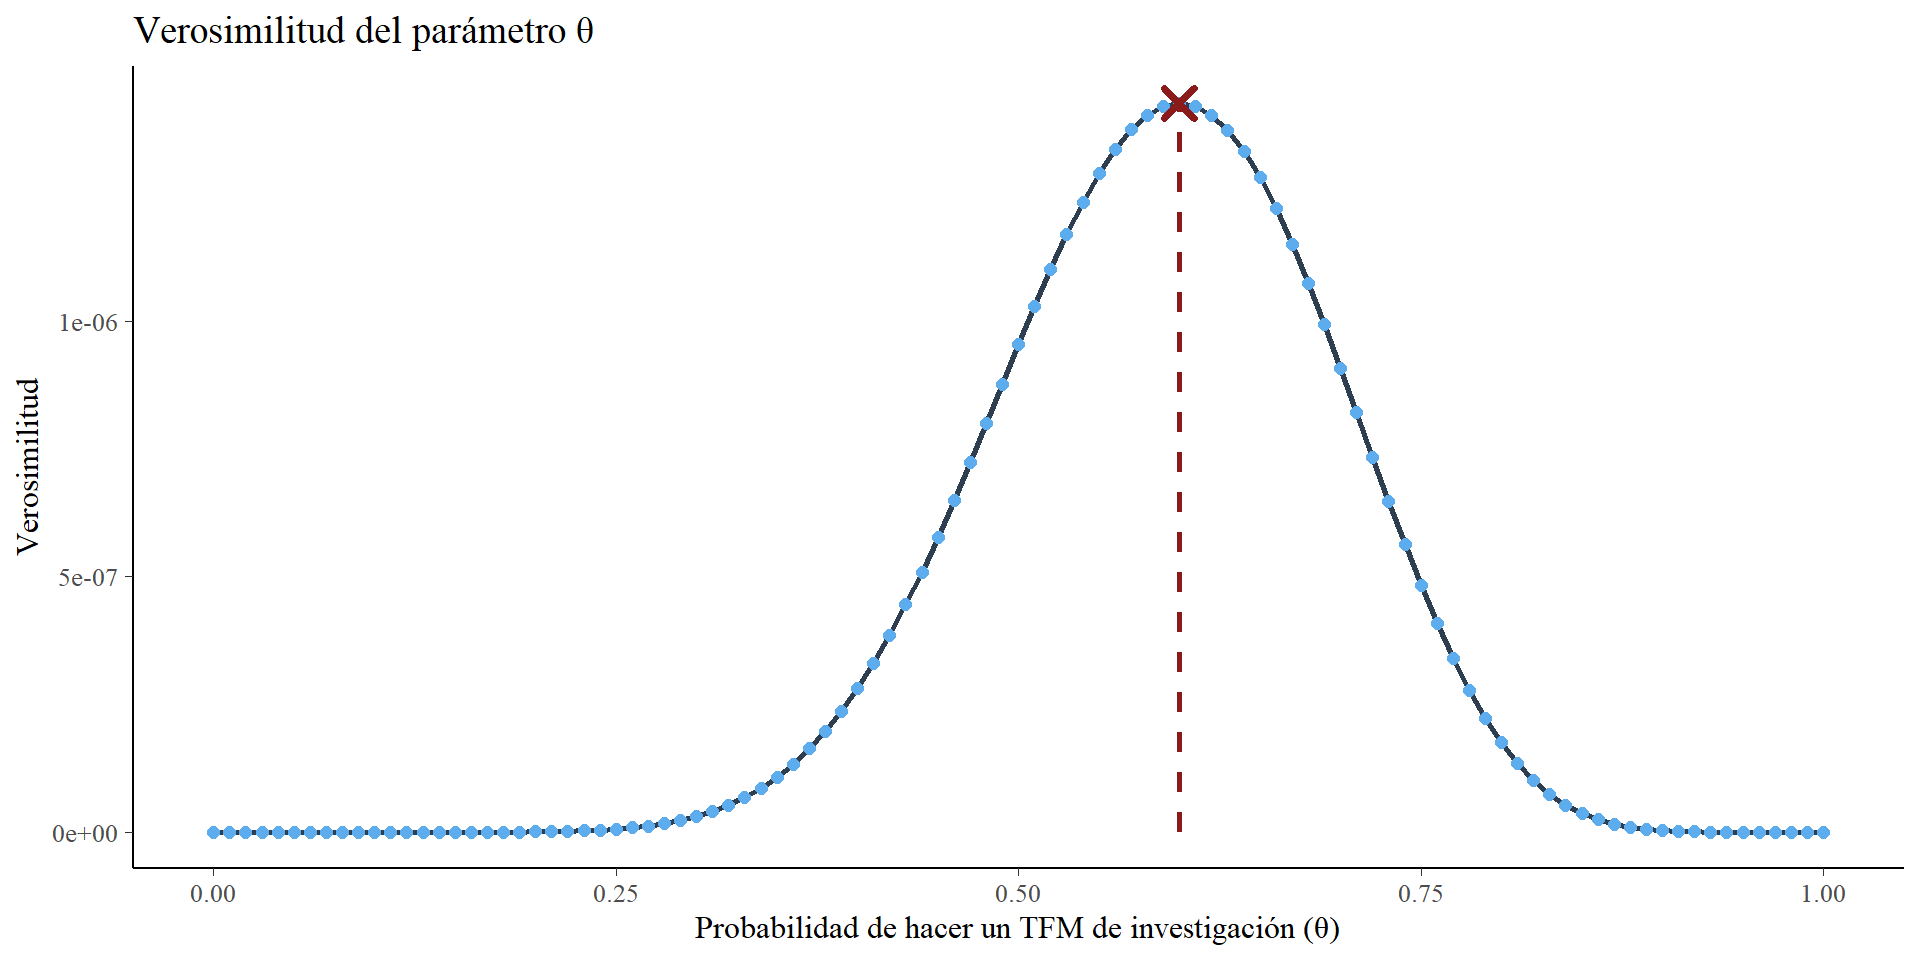 Verosimilitud del parámetro θ
Verosimilitud
1e-06
5e-07
0e+00
0.00
0.25
0.50
0.75
1.00
Probabilidad de hacer un TFM de investigación (θ)